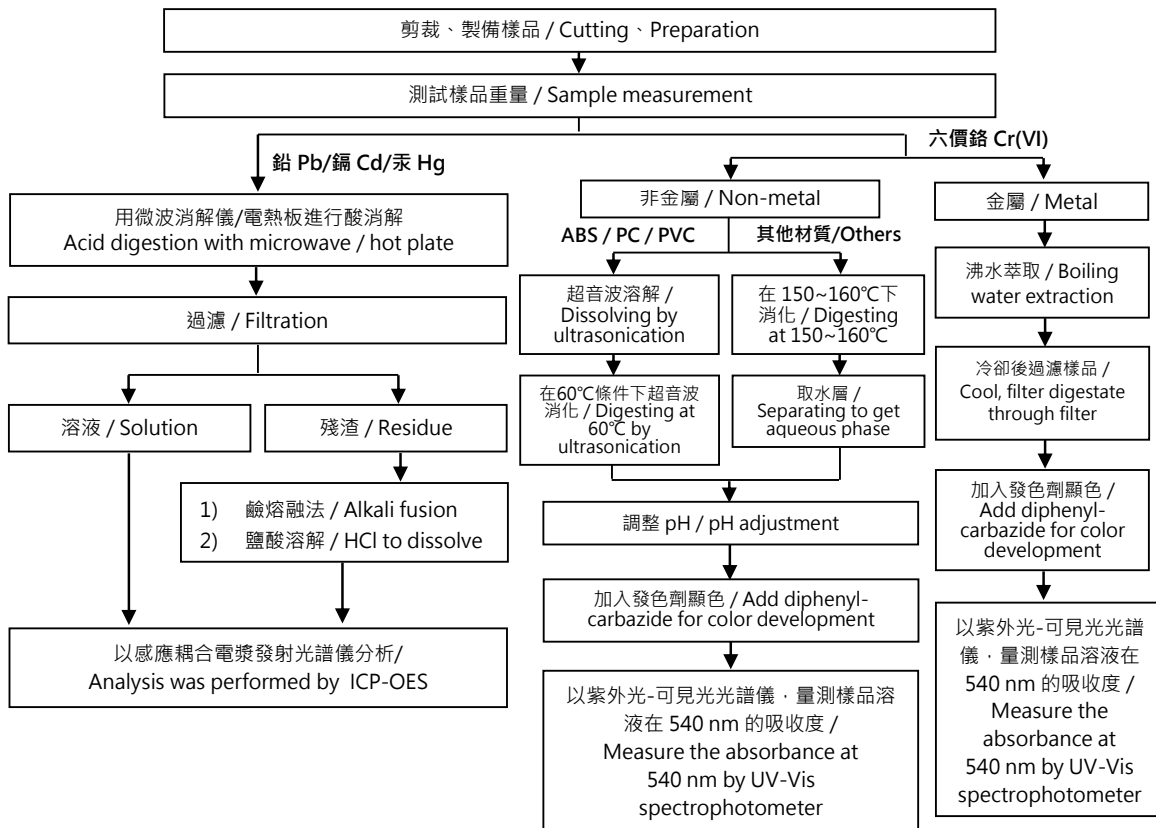 剪裁、製備樣品 / Cutting、Preparation
測試樣品重量 / Sample measurement
鉛 Pb/鎘 Cd/汞 Hg
六價鉻 Cr(VI)
用微波消解儀/電熱板進行酸消解
Acid digestion with microwave / hot plate
過濾 / Filtration
溶液 / Solution
殘渣 / Residue
1) 鹼熔融法 / Alkali fusion
2) 鹽酸溶解 / HCl to dissolve
以感應耦合電漿發射光譜儀分析/
Analysis was performed by ICP-OES
非金屬 / Non-metal
ABS / PC / PVC
其他材質/Others
超音波溶解 /
Dissolving by
ultrasonication
在60℃條件下超音波
消化 / Digesting at
60℃ by
ultrasonication
在 150~160℃下
消化 / Digesting
at 150~160℃
取水層 /
Separating to get
aqueous phase
調整 pH / pH adjustment
加入發色劑顯色 / Add diphenyl-
carbazide for color development
以紫外光-可見光光譜儀，量測樣品溶
液在 540 nm 的吸收度 /
Measure the absorbance at
540 nm by UV-Vis
spectrophotometer
金屬 / Metal
沸水萃取 / Boiling
water extraction
冷卻後過濾樣品 /
Cool, filter digestate
through filter
加入發色劑顯色 /
Add diphenyl-
carbazide for color
development
以紫外光-可見光光譜
儀，量測樣品溶液在
540 nm 的吸收度 /
Measure the
absorbance at
540 nm by UV-Vis
spectrophotometer